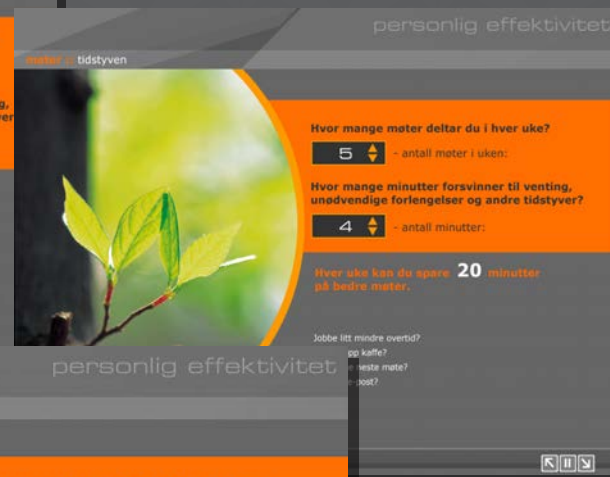 personlig effektivitet
møter :: tidstyven
Hvor mange møter deltar du i hver uke?
5
- antall møter i uken:
Hvor mange minutter forsvinner til venting,
unødvendige forlengelser og andre tidstyver?
4
- antall minutter:
Hver uke kan du spare 20 minutter
på bedre møter.
Jobbe litt mindre overtid?
kaffe?
neste møte?
post?
personlig effektivitet